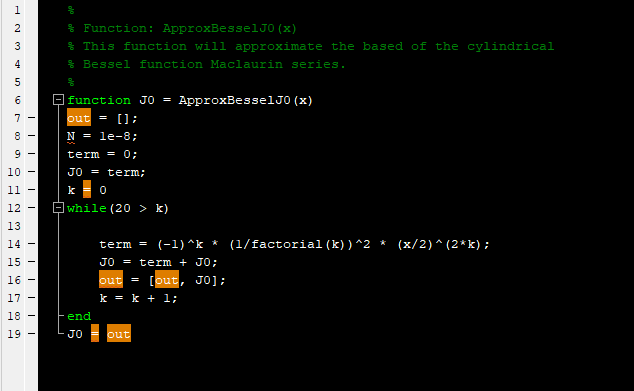 1 %
2 % Function: ApproxBesselJ0(x)
3 % This function will approximate the based of the cylindrical
4 % Bessel function Maclaurin series.
5 %
6 function J0 = ApproxBesselJ0(x)
7 — out = [];
8 — N = 1e-8;
9 — term = 0;
10 — J0 = term;
11 — k = 0
12 — while(20 > k)
13
14 — term = (-1)^k * (1/factorial(k))^2 * (x/2)^(2*k);
15 — J0 = term + J0;
16 — out = [out, J0];
17 — k = k + 1;
18 — end
19 — J0 = out